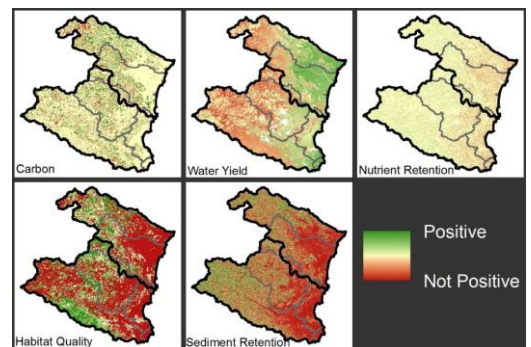 Carbon
Water Yield
Nutrient Retention
Habitat Quality
Sediment Retention
Positive
Not Positive